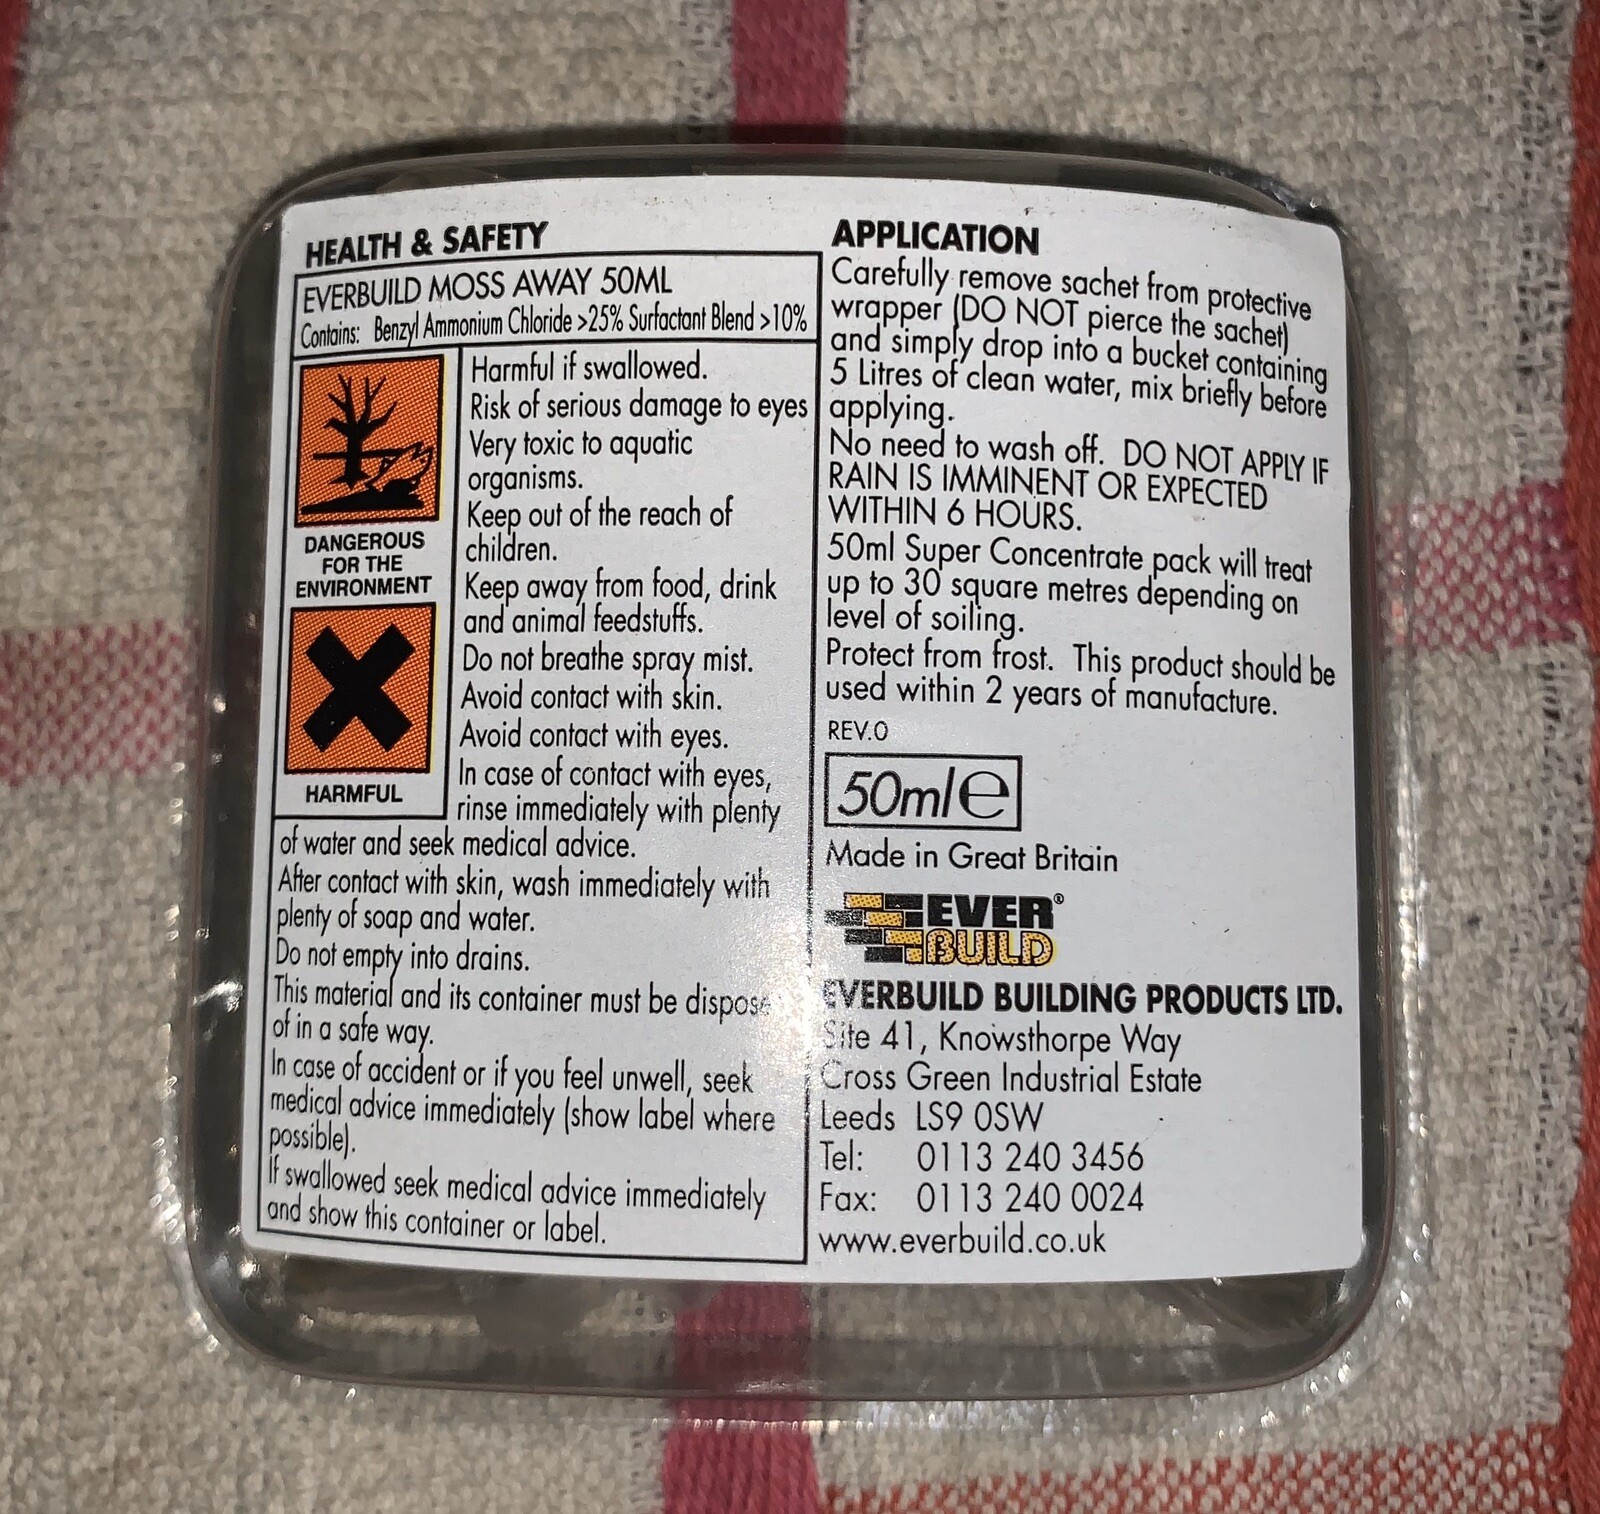 HEALTH & SAFETY
EVERBUILD MOSS AWAY 50ML
Contains: Benzyl Ammonium Chloride >25% Surfactant Blend >10%
DANGEROUS
FOR THE
ENVIRONMENT
HARMFUL
Harmful if swallowed.
Risk of serious damage to eyes
Very toxic to aquatic
organisms.
Keep out of the reach of
children.
Keep away from food, drink
and animal feedstuffs.
Do not breathe spray mist.
Avoid contact with skin.
Avoid contact with eyes.
In case of contact with eyes,
rinse immediately with plenty
of water and seek medical advice.
After contact with skin, wash immediately with
plenty of soap and water.
Do not empty into drains.
This material and its container must be dispose
of in a safe way.
In case of accident or if you feel unwell, seek
medical advice immediately (show label where
possible).
If swallowed seek medical advice immediately
and show this container or label.
APPLICATION
Carefully remove sachet from protective
wrapper (DO NOT pierce the sachet)
and simply drop into a bucket containing
5 Litres of clean water, mix briefly before
applying.
No need to wash off. DO NOT APPLY IF
RAIN IS IMMINENT OR EXPECTED
WITHIN 6 HOURS.
50ml Super Concentrate pack will treat
up to 30 square metres depending on
level of soiling.
Protect from frost. This product should be
used within 2 years of manufacture.
REV.0
50ml e
Made in Great Britain
EVER®
BUILD
EVERBUILD BUILDING PRODUCTS LTD.
Site 41, Knowsthorpe Way
Cross Green Industrial Estate
Leeds LS9 0SW
Tel: 0113 240 3456
Fax: 0113 240 0024
www.everbuild.co.uk